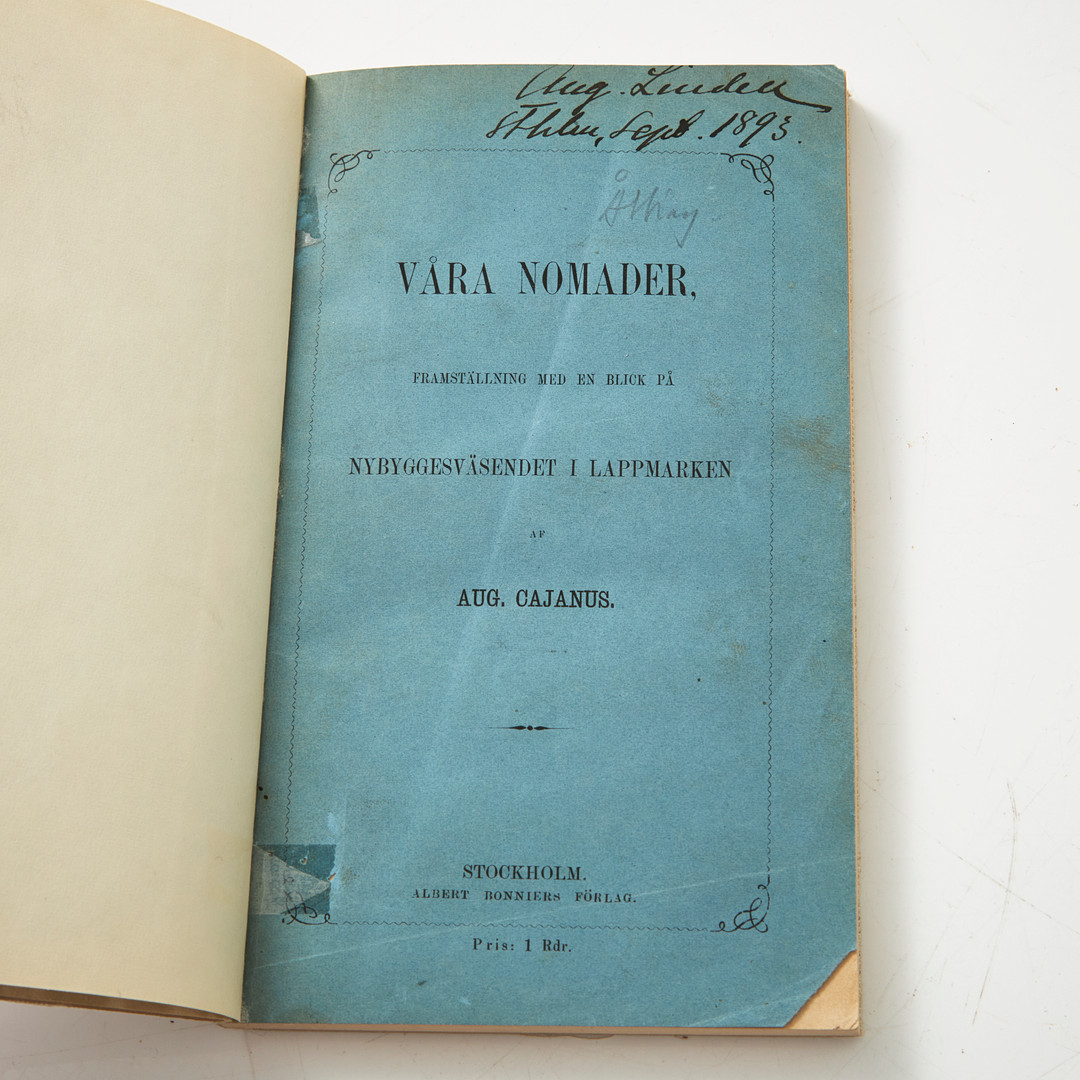 Aug. Lindell
Sthlm, Sept. 1893.
VÅRA NOMADER,
FRAMSTÄLLNING MED EN BLICK PÅ
NYBYGGESVÄSENDET I LAPPMARKEN
AF
AUG. CAJANUS.
STOCKHOLM.
ALBERT BONNIERS FÖRLAG.
Pris: 1 Rdr.